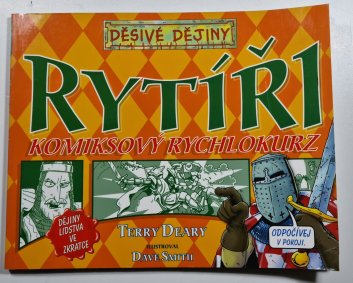 DĚSIVÉ DĚJINY
RYTÍŘI
KOMIKSOVÝ RYCHLOKURZ
DĚJINY
LIDSTVA
VE
ZKRATCE
TERRY DEARY
ILUSTROVAL
DAVE SMITH
ODPOČÍVEJ
V POKOJI.